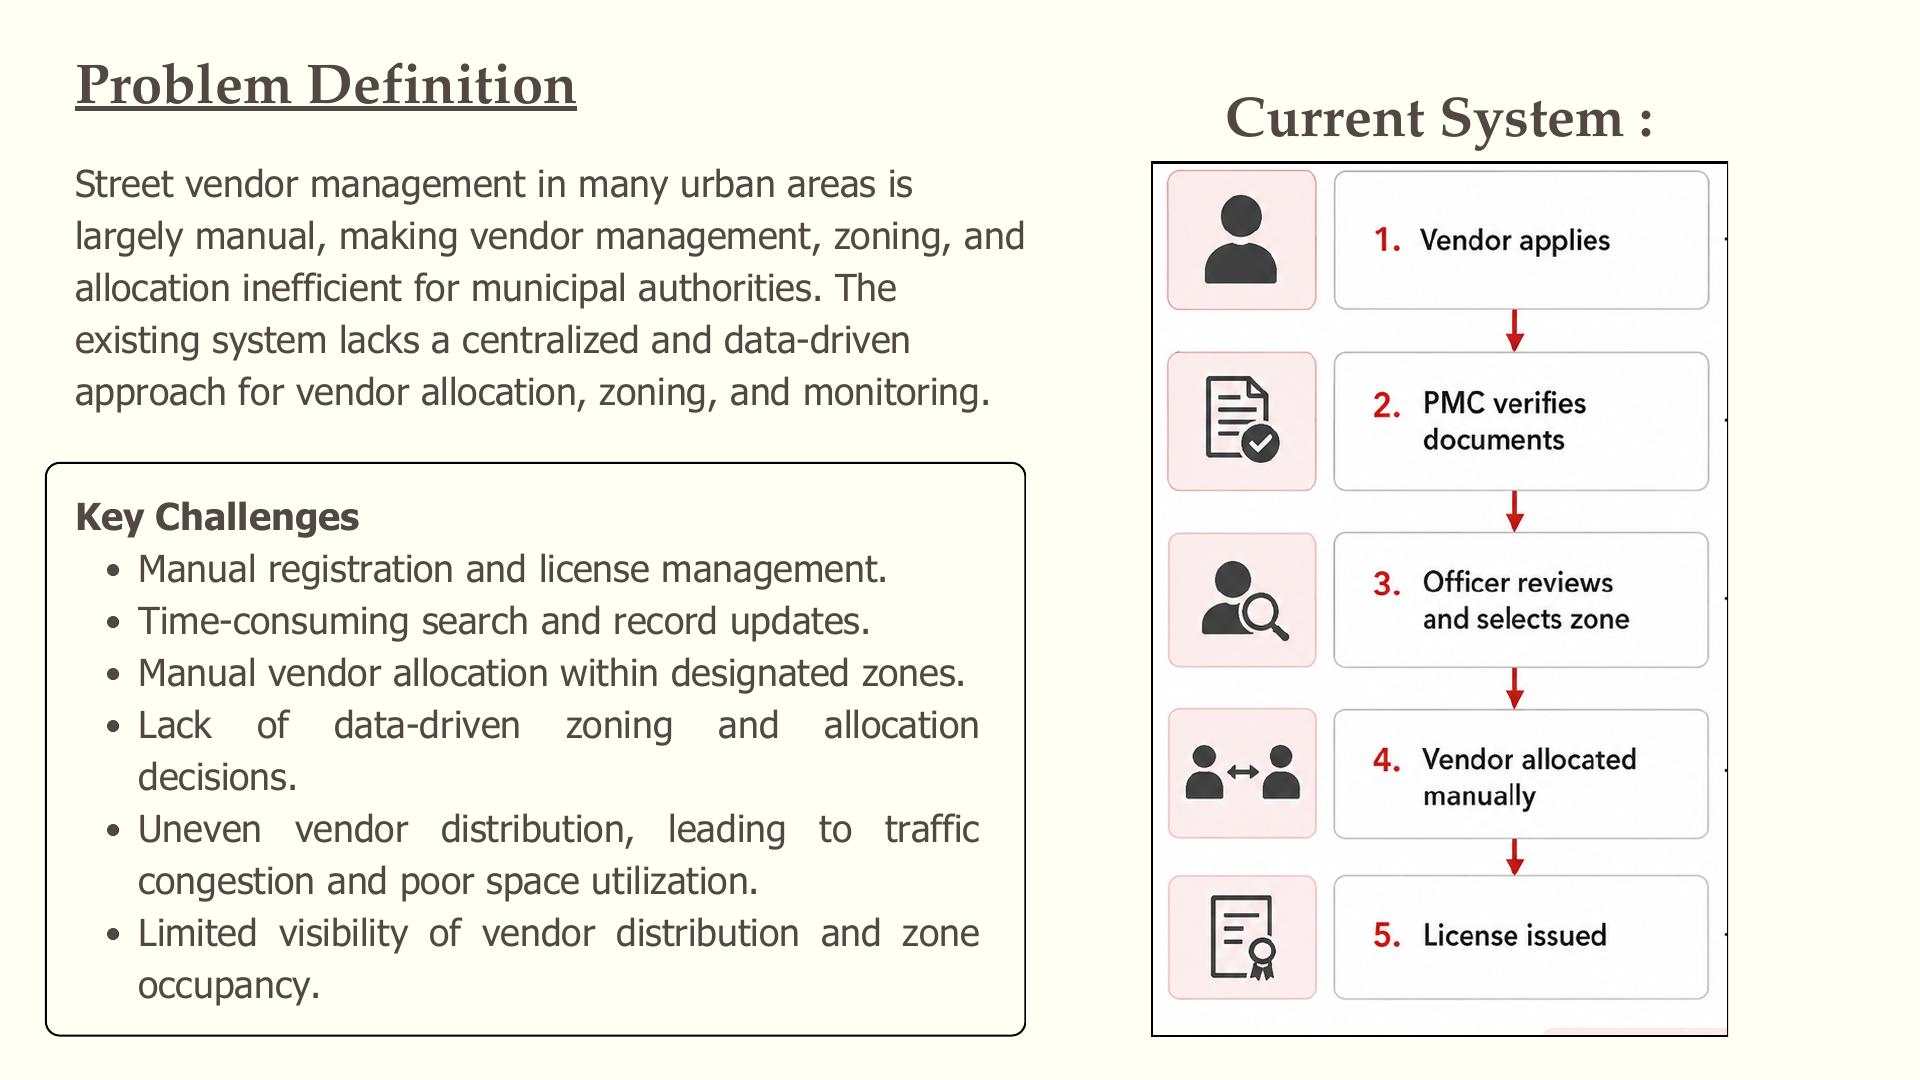 Problem Definition
Street vendor management in many urban areas is
largely manual, making vendor management, zoning, and
allocation inefficient for municipal authorities. The
existing system lacks a centralized and data-driven
approach for vendor allocation, zoning, and monitoring.
Key Challenges
• Manual registration and license management.
• Time-consuming search and record updates.
• Manual vendor allocation within designated zones.
• Lack of data-driven zoning and allocation
decisions.
• Uneven vendor distribution, leading to traffic
congestion and poor space utilization.
• Limited visibility of vendor distribution and zone
occupancy.
Current System :
1. Vendor applies
2. PMC verifies
documents
3. Officer reviews
and selects zone
4. Vendor allocated
manually
5. License issued